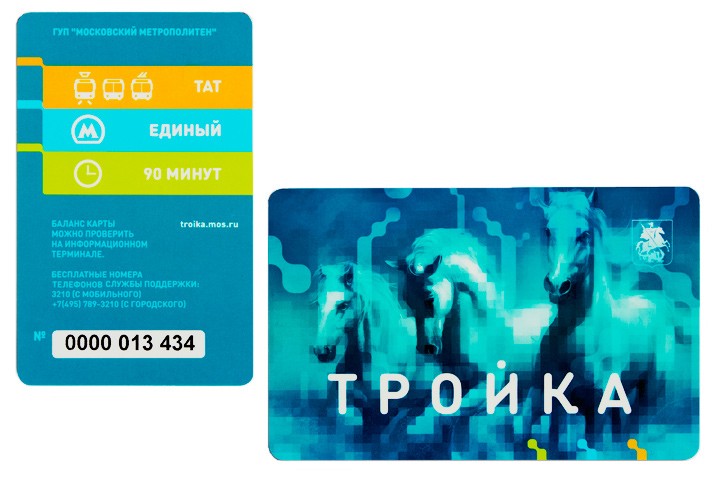 ГУП "МОСКОВСКИЙ МЕТРОПОЛИТЕН"
ТАТ
М
ЕДИНЫЙ
90 МИНУТ
БАЛАНС КАРТЫ
МОЖНО ПРОВЕРИТЬ
НА ИНФОРМАЦИОННОМ
ТЕРМИНАЛЕ.
troika.mos.ru
БЕСПЛАТНЫЕ НОМЕРА
ТЕЛЕФОНОВ СЛУЖБЫ ПОДДЕРЖКИ:
3210 (С МОБИЛЬНОГО)
+7(495) 789-3210 (С ГОРОДСКОГО)
№ 0000 013 434
ТРОЙКА